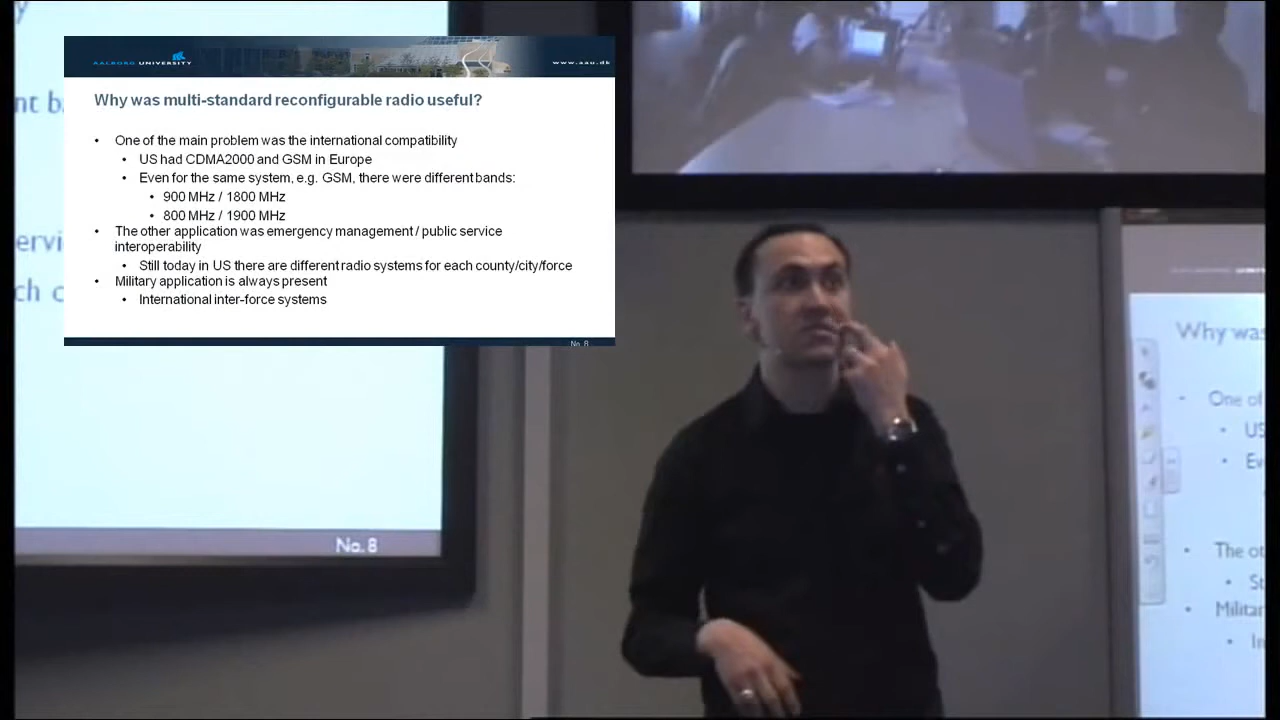 AALBORG UNIVERSITY
www.aau.dk
Why was multi-standard reconfigurable radio useful?
• One of the main problem was the international compatibility
• US had CDMA2000 and GSM in Europe
• Even for the same system, e.g. GSM, there were different bands:
• 900 MHz / 1800 MHz
• 800 MHz / 1900 MHz
• The other application was emergency management / public service
interoperability
• Still today in US there are different radio systems for each county/city/force
• Military application is always present
• International inter-force systems
No. 8
y
nt b
ervi
ch c
No. 8
Why was
• One of
• US
• Ev
• The ot
• St
• Militar
• In